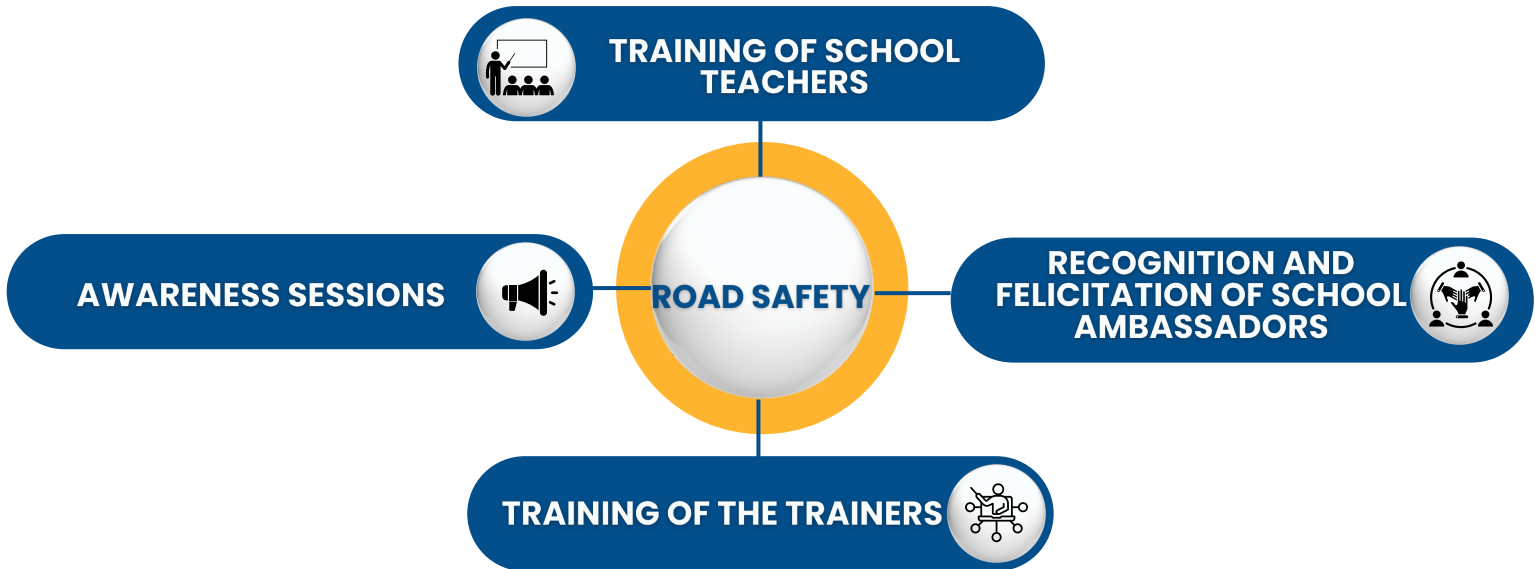 TRAINING OF SCHOOL
TEACHERS
AWARENESS SESSIONS
ROAD SAFETY
RECOGNITION AND
FELICITATION OF SCHOOL
AMBASSADORS
TRAINING OF THE TRAINERS